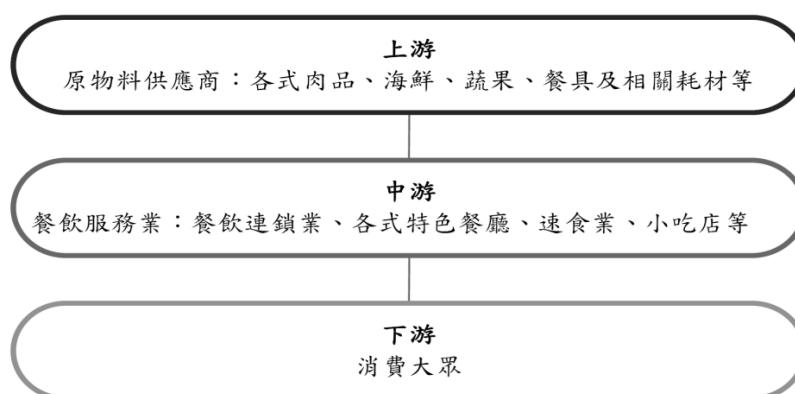 上游
原物料供應商：各式肉品、海鮮、蔬果、餐具及相關耗材等
中游
餐飲服務業：餐飲連鎖業、各式特色餐廳、速食業、小吃店等
下游
消費大眾